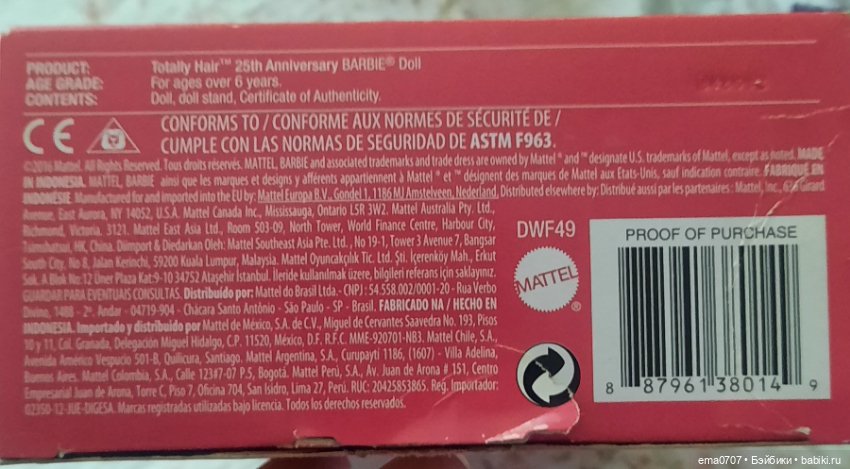 PRODUCT: Totally Hair™ 25th Anniversary BARBIE® Doll
AGE GRADE: For ages over 6 years.
CONTENTS: Doll, doll stand, Certificate of Authenticity.
CE CONFORMS TO / CONFORME AUX NORMES DE SÉCURITÉ DE /
CUMPLE CON LAS NORMAS DE SEGURIDAD DE ASTM F963.
©2016 Mattel. All Rights Reserved. Tous droits réservés. MATTEL, BARBIE and associated trademarks and trade dress are owned by Mattel ® and ™ designate U.S. trademarks of Mattel, except as noted. MADE
IN INDONESIA. MATTEL, BARBIE ainsi que les marques et designs y afférents appartiennent à Mattel ® et ™ désignent des marques de Mattel aux États-Unis, sauf indication contraire. FABRIQUÉ EN
INDONÉSIE. Manufactured for and imported into the EU by: Mattel Europa B.V., Gondel 1, 1186 MJ Amstelveen, Nederland. Distributed elsewhere by: Distribué aussi par les partenaires : Mattel, Inc., 636 Girard
Avenue, East Aurora, NY 14052, U.S.A. Mattel Canada Inc., Mississauga, Ontario L5R 3W2. Mattel Australia Pty. Ltd.,
Richmond, Victoria. 3121. Mattel East Asia Ltd., Room 503-09, North Tower, World Finance Centre, Harbour City,
Tsimshatsui, HK, China. Diimport & Diedarkan Oleh: Mattel Southeast Asia Pte. Ltd., No 19-1, Tower 3 Avenue 7, Bangsar
South City, No 8, Jalan Kerinchi, 59200 Kuala Lumpur, Malaysia. Mattel Oyuncakçılık Tic. Ltd. Şti. İçerenköy Mah., Erkut
Sok. A Blok No:12 Üner Plaza Kat:9-10 34752 Ataşehir İstanbul. İleride kullanılmak üzere, bilgileri referans için saklayınız.
GUARDAR PARA EVENTUAIS CONSULTAS. Distribuido por: Mattel do Brasil Ltda.- CNPJ : 54.558.002/0001-20 - Rua Verbo
Divino, 1488 - 2º. Andar - 04719-904 - Chácara Santo Antônio - São Paulo - SP - Brasil. FABRICADO NA / HECHO EN
INDONESIA. Importado y distribuido por Mattel de México, S.A. de C.V., Miguel de Cervantes Saavedra No. 193, Pisos
10 y 11, Col. Granada, Delegación Miguel Hidalgo, C.P. 11520, México, D.F. R.F.C. MME-920701-NB3. Mattel Chile, S.A.,
Avenida Américo Vespucio 501-B, Quilicura, Santiago. Mattel Argentina, S.A., Curupayti 1186, (1607) - Villa Adelina,
Buenos Aires. Mattel Colombia, S.A., Calle 123#7-07 P.5, Bogotá. Mattel Perú, S.A., Av. Juan de Arona # 151, Centro
Empresarial Juan de Arona, Torre C, Piso 7, Oficina 704, San Isidro, Lima 27, Perú. RUC: 20425853865. Reg. Importador:
02350-12-JUE-DIGESA. Marcas registradas utilizadas bajo licencia. Todos los derechos reservados.
DWF49
MATTEL®
PROOF OF PURCHASE
8 87961 38014 9
ema0707 • Бэйбики • babiki.ru